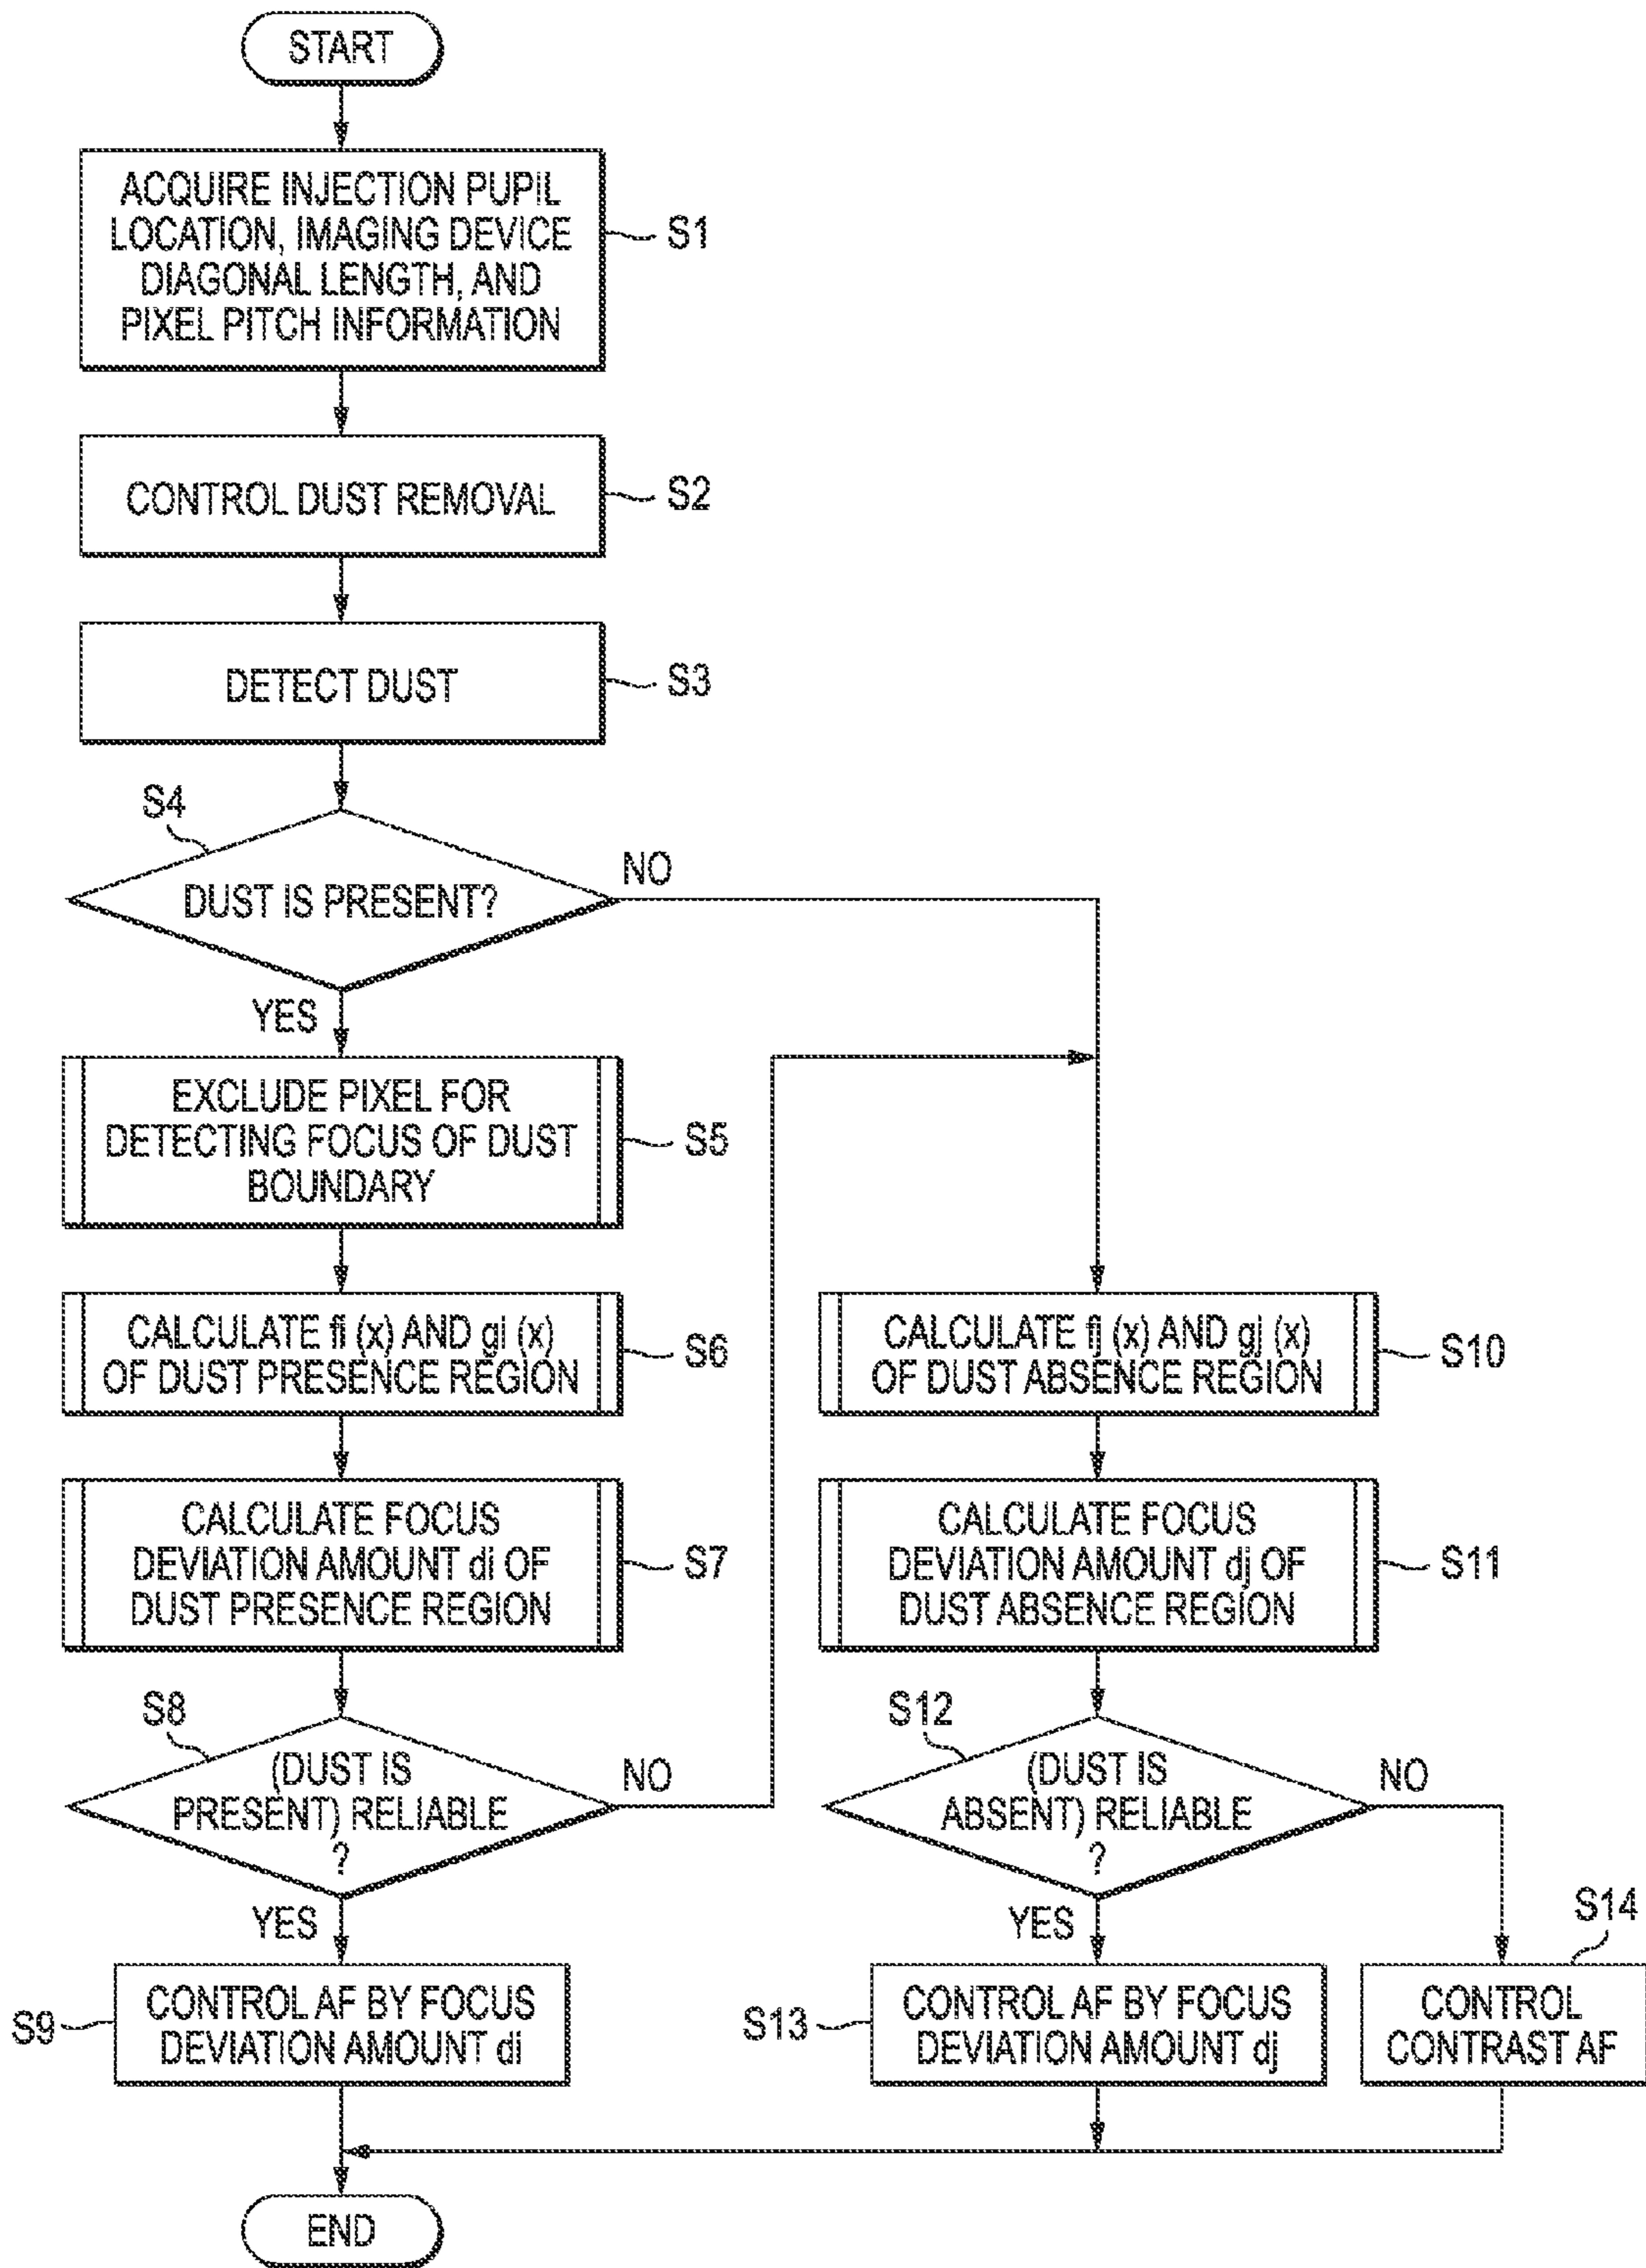 START
ACQUIRE INJECTION PUPIL
LOCATION, IMAGING DEVICE
DIAGONAL LENGTH, AND
PIXEL PITCH INFORMATION
S1
CONTROL DUST REMOVAL
S2
DETECT DUST
S3
S4
DUST IS PRESENT?
NO
YES
EXCLUDE PIXEL FOR
DETECTING FOCUS OF DUST
BOUNDARY
S5
CALCULATE fi (x) AND gi (x)
OF DUST PRESENCE REGION
S6
CALCULATE FOCUS
DEVIATION AMOUNT di OF
DUST PRESENCE REGION
S7
S8
(DUST IS
PRESENT) RELIABLE
?
NO
YES
S9
CONTROL AF BY FOCUS
DEVIATION AMOUNT di
CALCULATE fj (x) AND gj (x)
OF DUST ABSENCE REGION
S10
CALCULATE FOCUS
DEVIATION AMOUNT dj OF
DUST ABSENCE REGION
S11
S12
(DUST IS
ABSENT) RELIABLE
?
NO
YES
S13
CONTROL AF BY FOCUS
DEVIATION AMOUNT dj
S14
CONTROL
CONTRAST AF
END